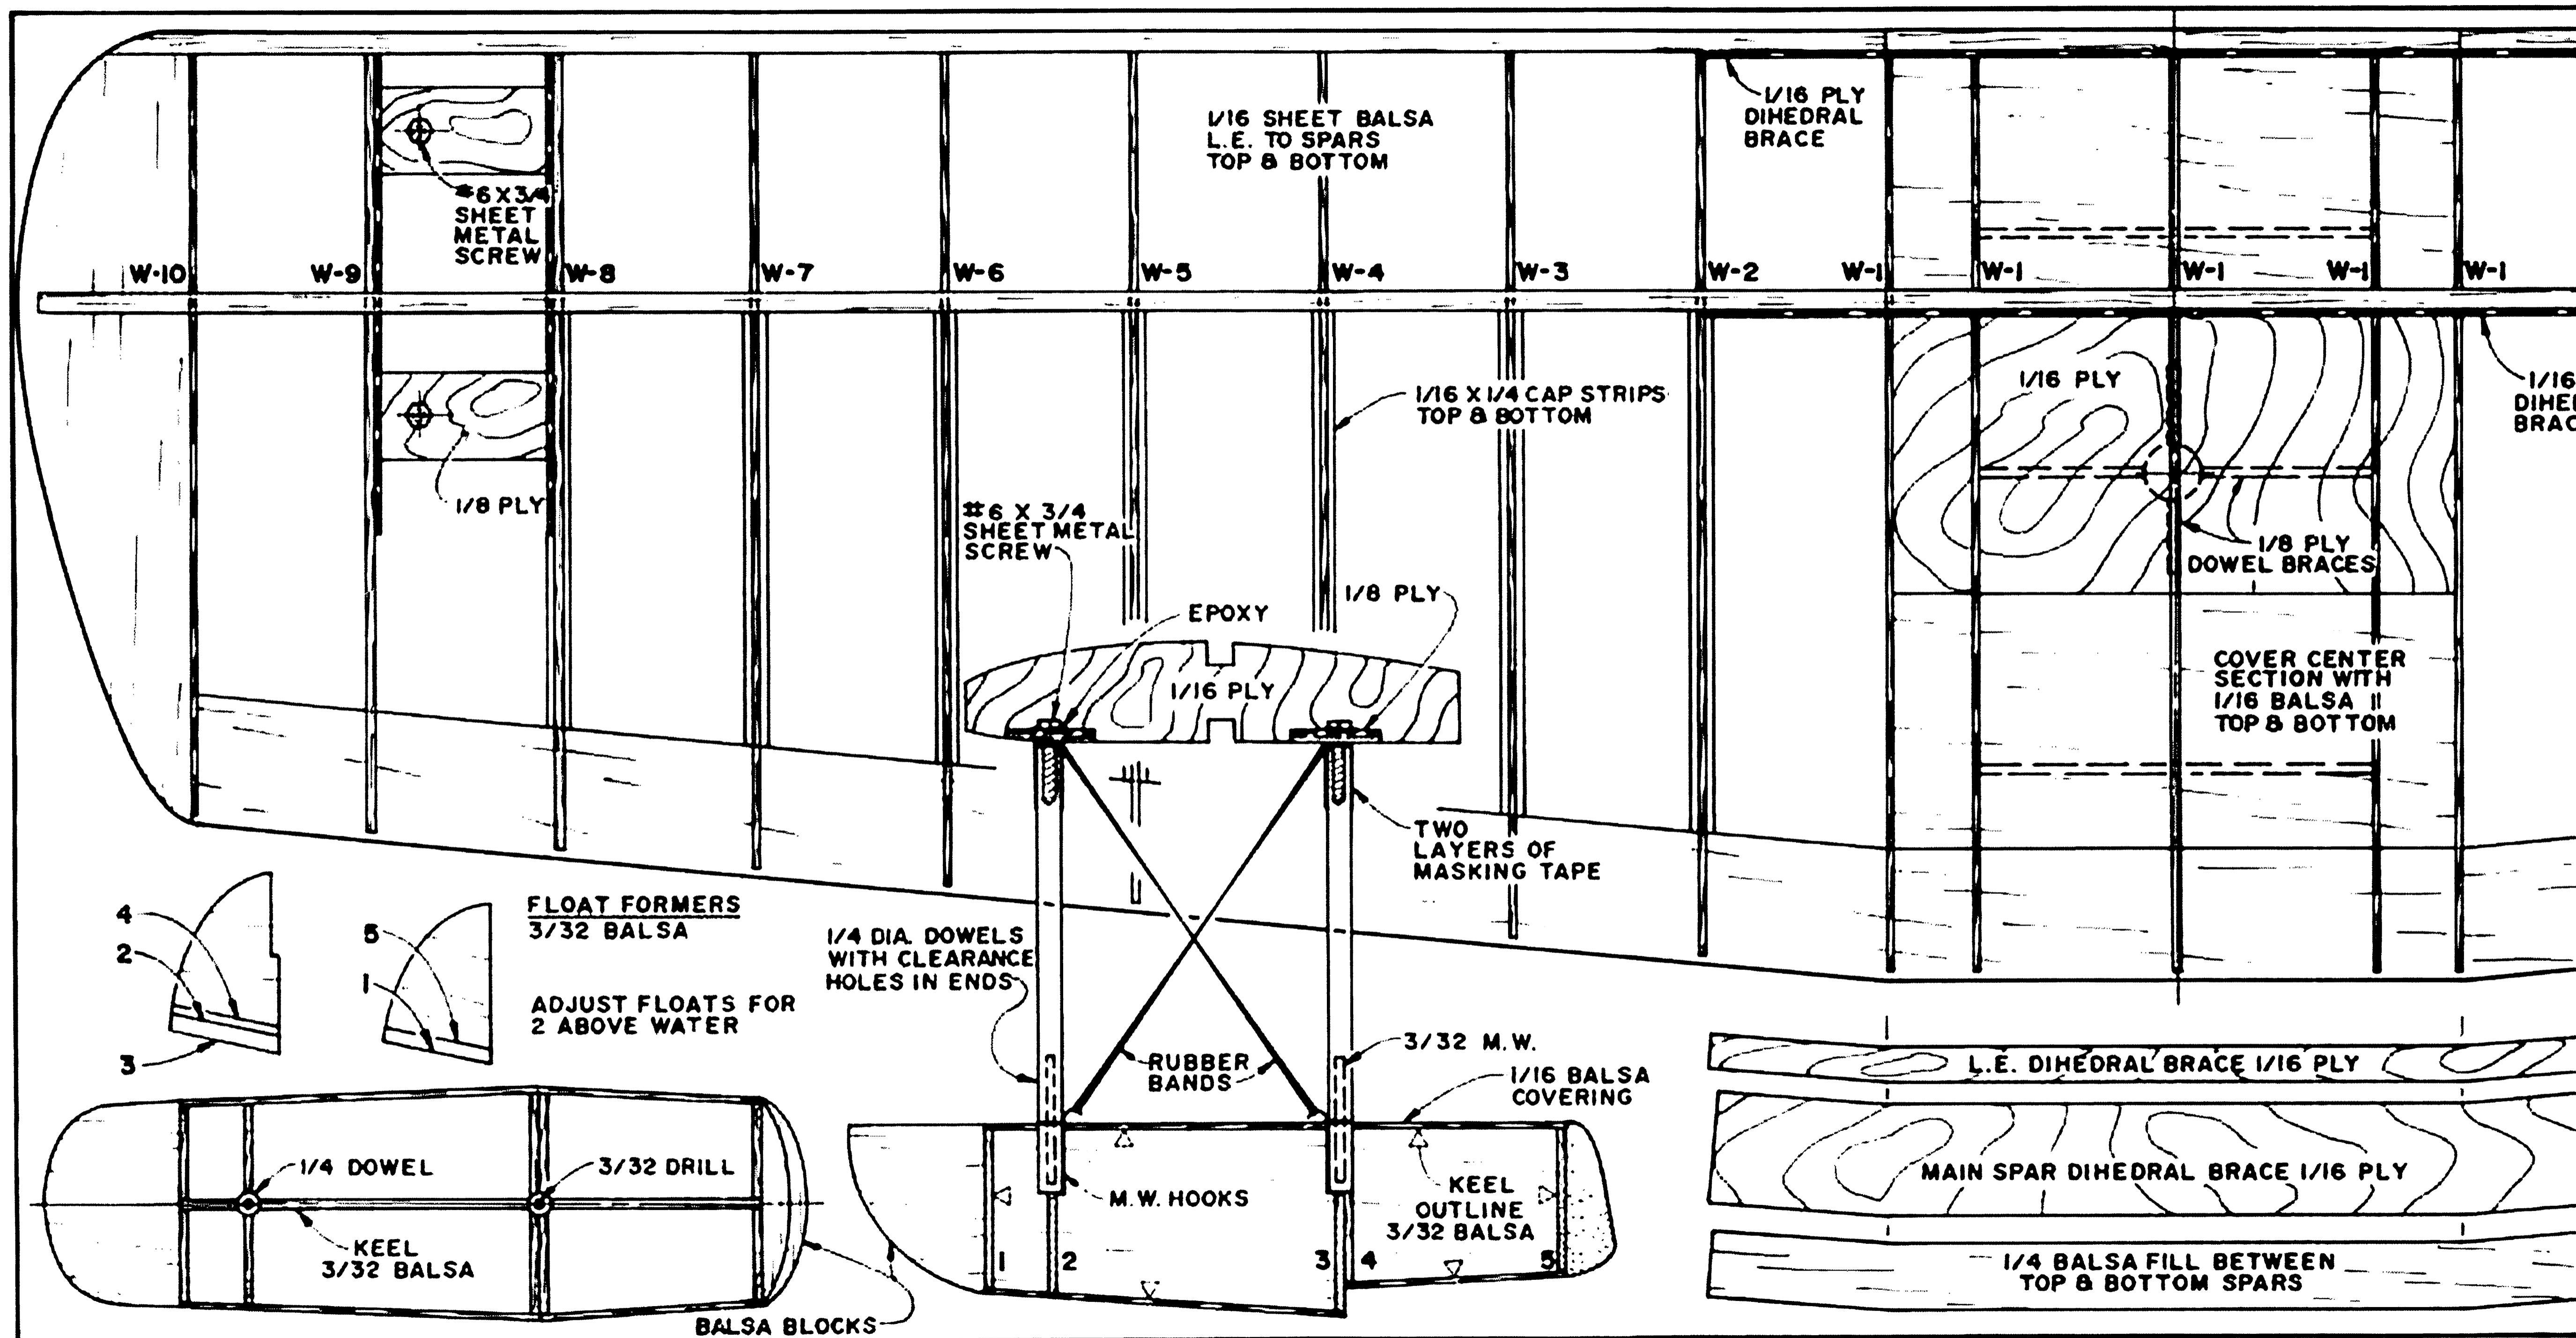 1/16 SHEET BALSA
L.E. TO SPARS
TOP & BOTTOM
1/16 PLY
DIHEDRAL
BRACE
#6 X 3/4
SHEET
METAL
SCREW
W-10
W-9
W-8
W-7
W-6
W-5
W-4
W-3
W-2
W-1
W-1
W-1
W-1
W-1
1/16 X 1/4 CAP STRIPS
TOP & BOTTOM
1/16 PLY
1/16
1/8 PLY
#6 X 3/4
SHEET METAL
SCREW
EPOXY
1/8 PLY
1/16 PLY
1/8 PLY
DOWEL BRACES
COVER CENTER
SECTION WITH
1/16 BALSA
TOP & BOTTOM
TWO
LAYERS OF
MASKING TAPE
FLOAT FORMERS
3/32 BALSA
4
2
3
5
1
ADJUST FLOATS FOR
2 ABOVE WATER
1/4 DIA. DOWELS
WITH CLEARANCE
HOLES IN ENDS
RUBBER
BANDS
3/32 M.W.
1/16 BALSA
COVERING
L.E. DIHEDRAL BRACE 1/16 PLY
MAIN SPAR DIHEDRAL BRACE 1/16 PLY
1/4 BALSA FILL BETWEEN
TOP & BOTTOM SPARS
1/4 DOWEL
3/32 DRILL
KEEL
3/32 BALSA
M.W. HOOKS
KEEL
OUTLINE
3/32 BALSA
1
2
3
4
5
BALSA BLOCKS